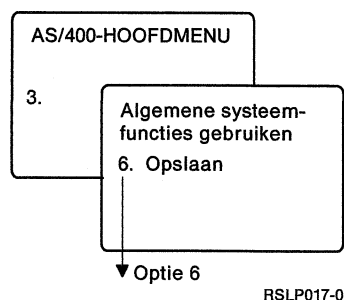 AS/400-HOOFDMENU
3.
Algemene systeem-
functies gebruiken
6. Opslaan
Optie 6
RSLP017-0